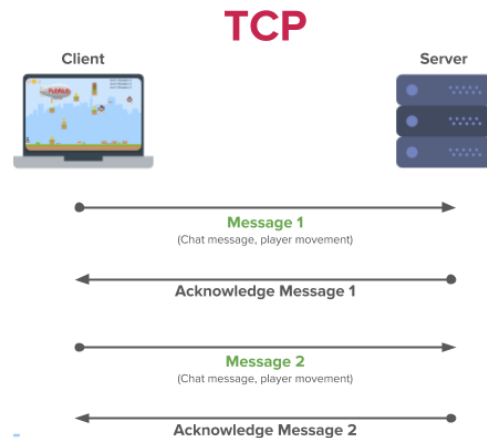 TCP
Client
Server
Message 1
(Chat message, player movement)
Acknowledge Message 1
Message 2
(Chat message, player movement)
Acknowledge Message 2